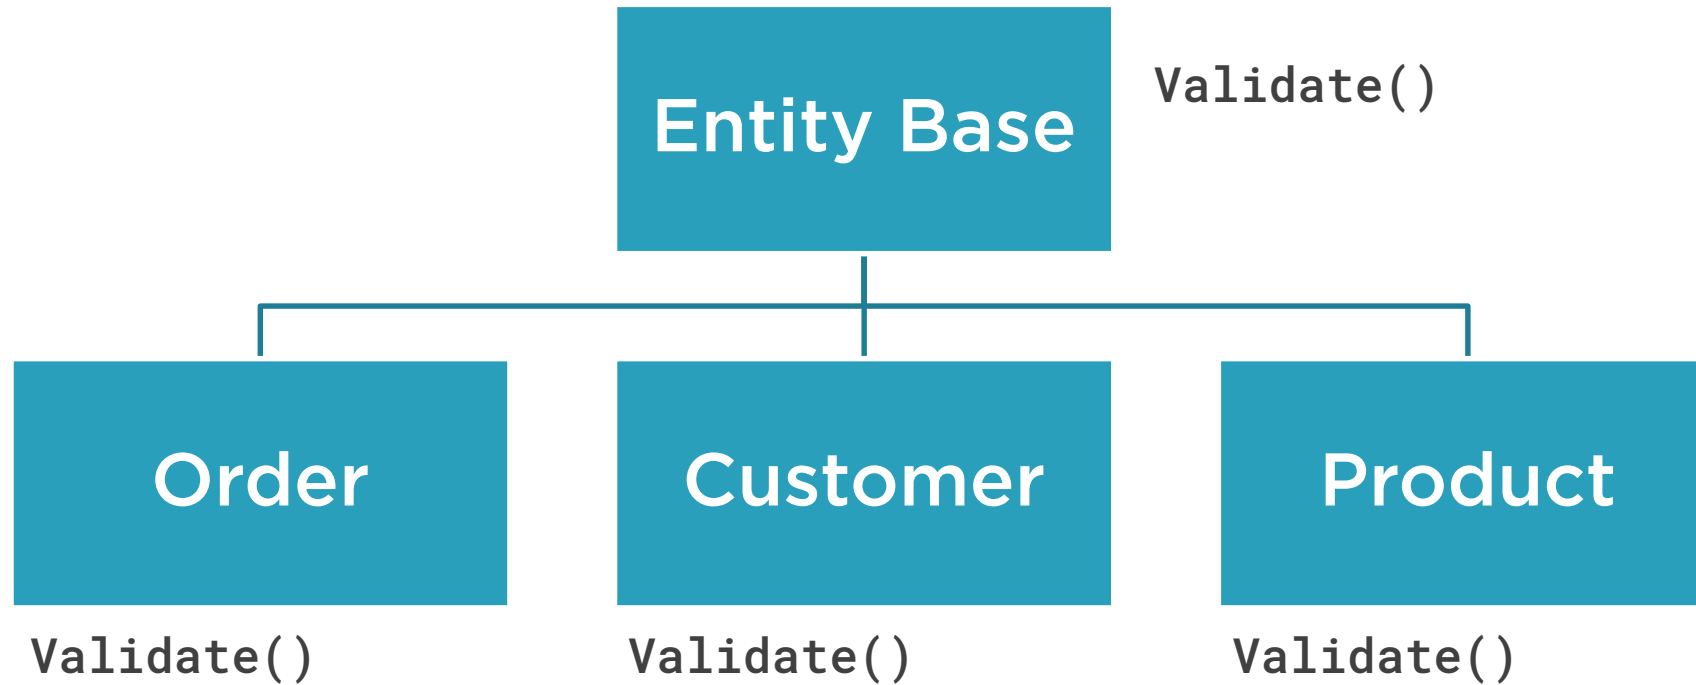 Entity Base
Validate()
Order
Customer
Product
Validate()
Validate()
Validate()